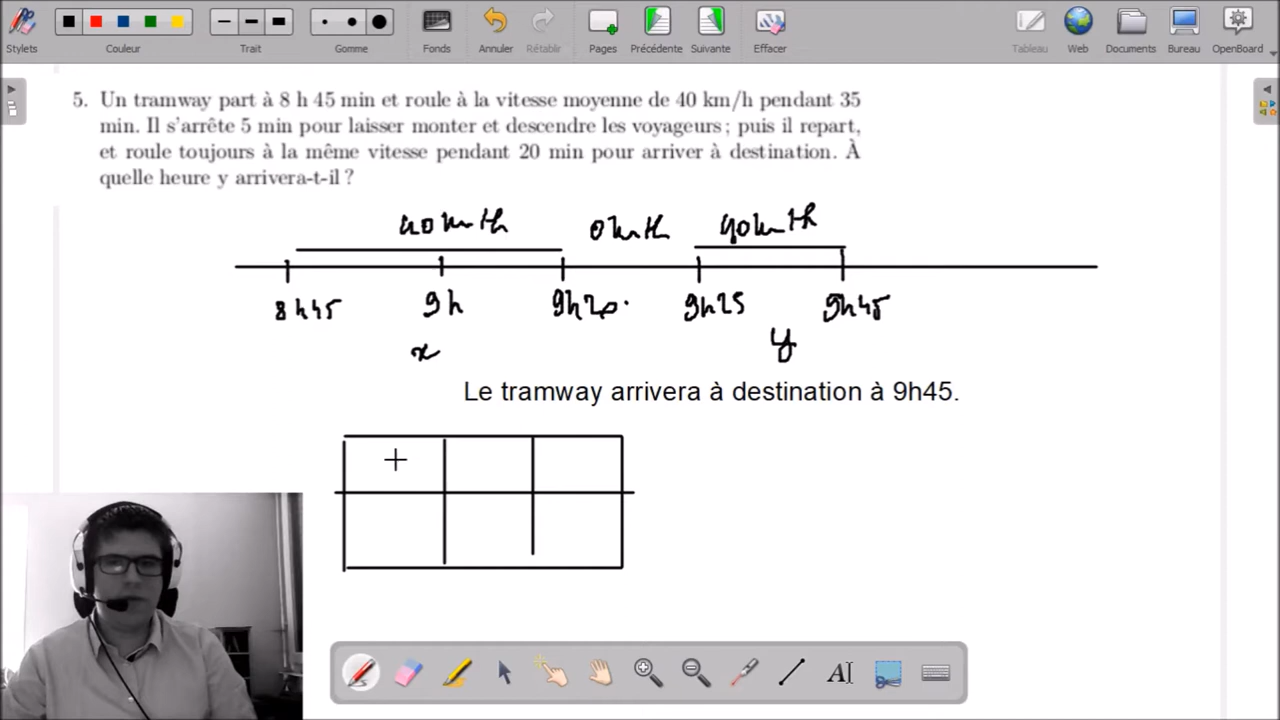 Stylets
Couleur
Trait
Gomme
Fonds
Annuler
Rétablir
Pages
Précédente
Suivante
Effacer
Tableau
Web
Documents
Bureau
OpenBoard
5. Un tramway part à 8 h 45 min et roule à la vitesse moyenne de 40 km/h pendant 35
min. Il s'arrête 5 min pour laisser monter et descendre les voyageurs ; puis il repart,
et roule toujours à la même vitesse pendant 20 min pour arriver à destination. À
quelle heure y arrivera-t-il ?
40km/h 0km/h 40km/h
8h45 9h 9h20 9h25 9h45
x y
Le tramway arrivera à destination à 9h45.